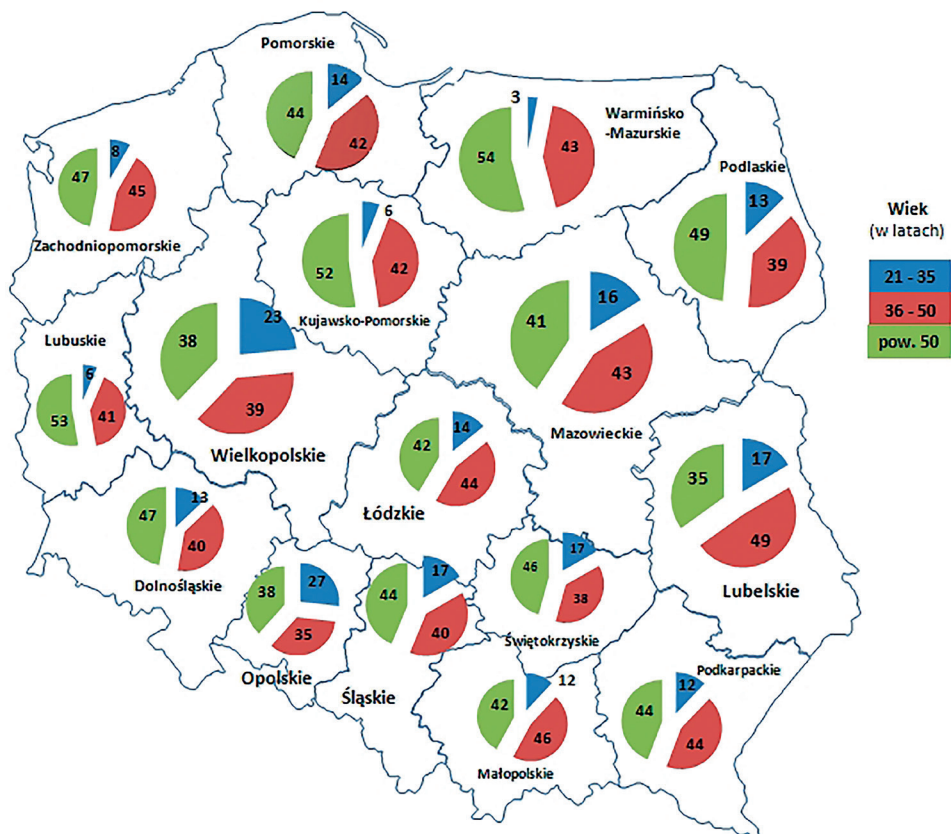 Pomorskie
14
44
42
3
Warmińsko
-Mazurskie
54
43
Podlaskie
13
49
39
Wiek
(w latach)
21 - 35
36 - 50
pow. 50
8
47
45
Zachodniopomorskie
6
52
42
Kujawsko-Pomorskie
16
41
43
Mazowieckie
Lubuskie
6
53
41
23
38
39
Wielkopolskie
14
42
44
Łódzkie
17
35
49
Lubelskie
13
47
40
Dolnośląskie
27
38
35
Opolskie
17
44
40
Śląskie
17
46
38
Świętokrzyskie
12
42
46
Małopolskie
Podkarpackie
12
44
44